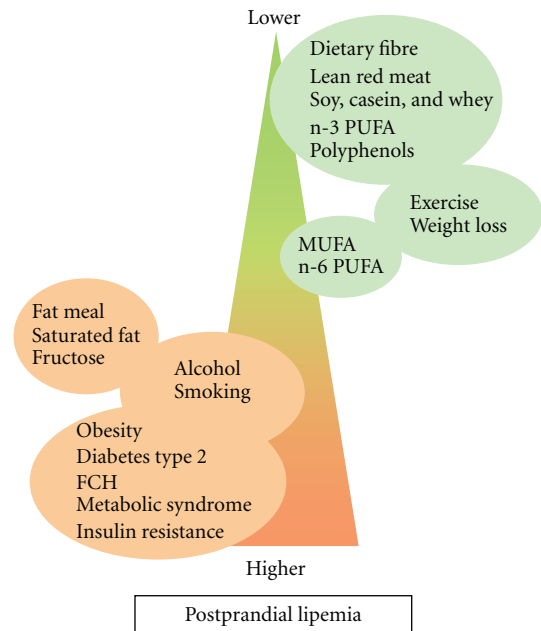 Lower
Dietary fibre
Lean red meat
Soy, casein, and whey
n-3 PUFA
Polyphenols
Exercise
Weight loss
MUFA
n-6 PUFA
Fat meal
Saturated fat
Fructose
Alcohol
Smoking
Obesity
Diabetes type 2
FCH
Metabolic syndrome
Insulin resistance
Higher
Postprandial lipemia